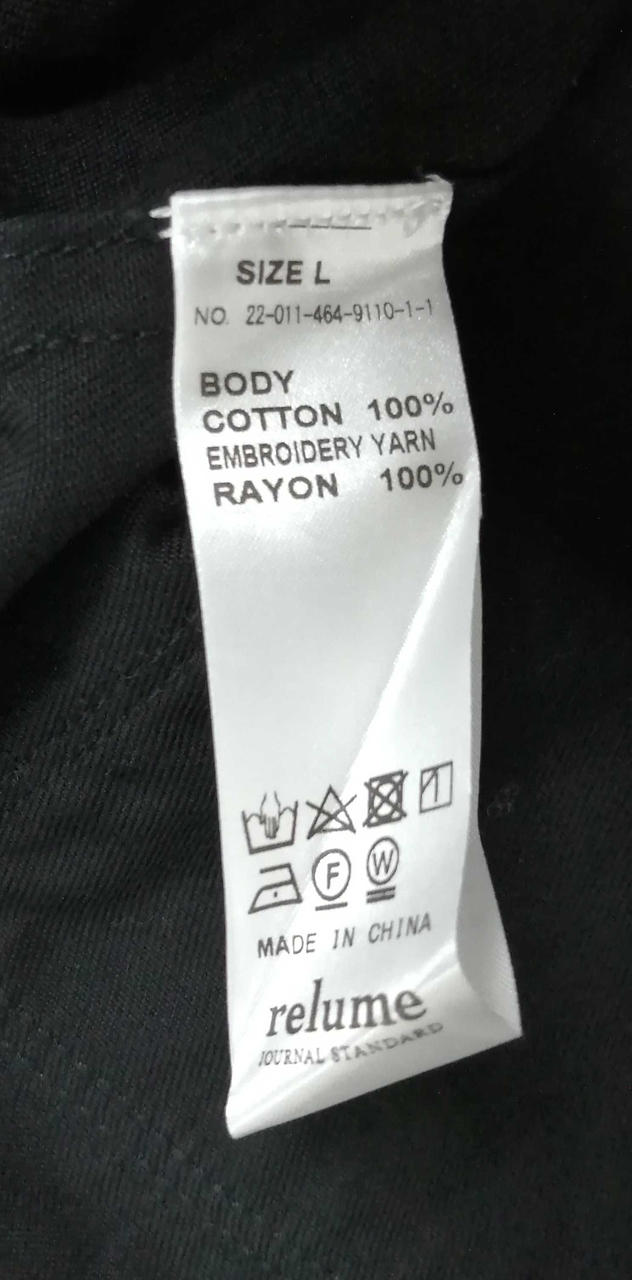 SIZE L
NO. 22-011-464-9110-1-1
BODY
COTTON 100%
EMBROIDERY YARN
RAYON 100%
F W
MADE IN CHINA
relume
JOURNAL STANDARD